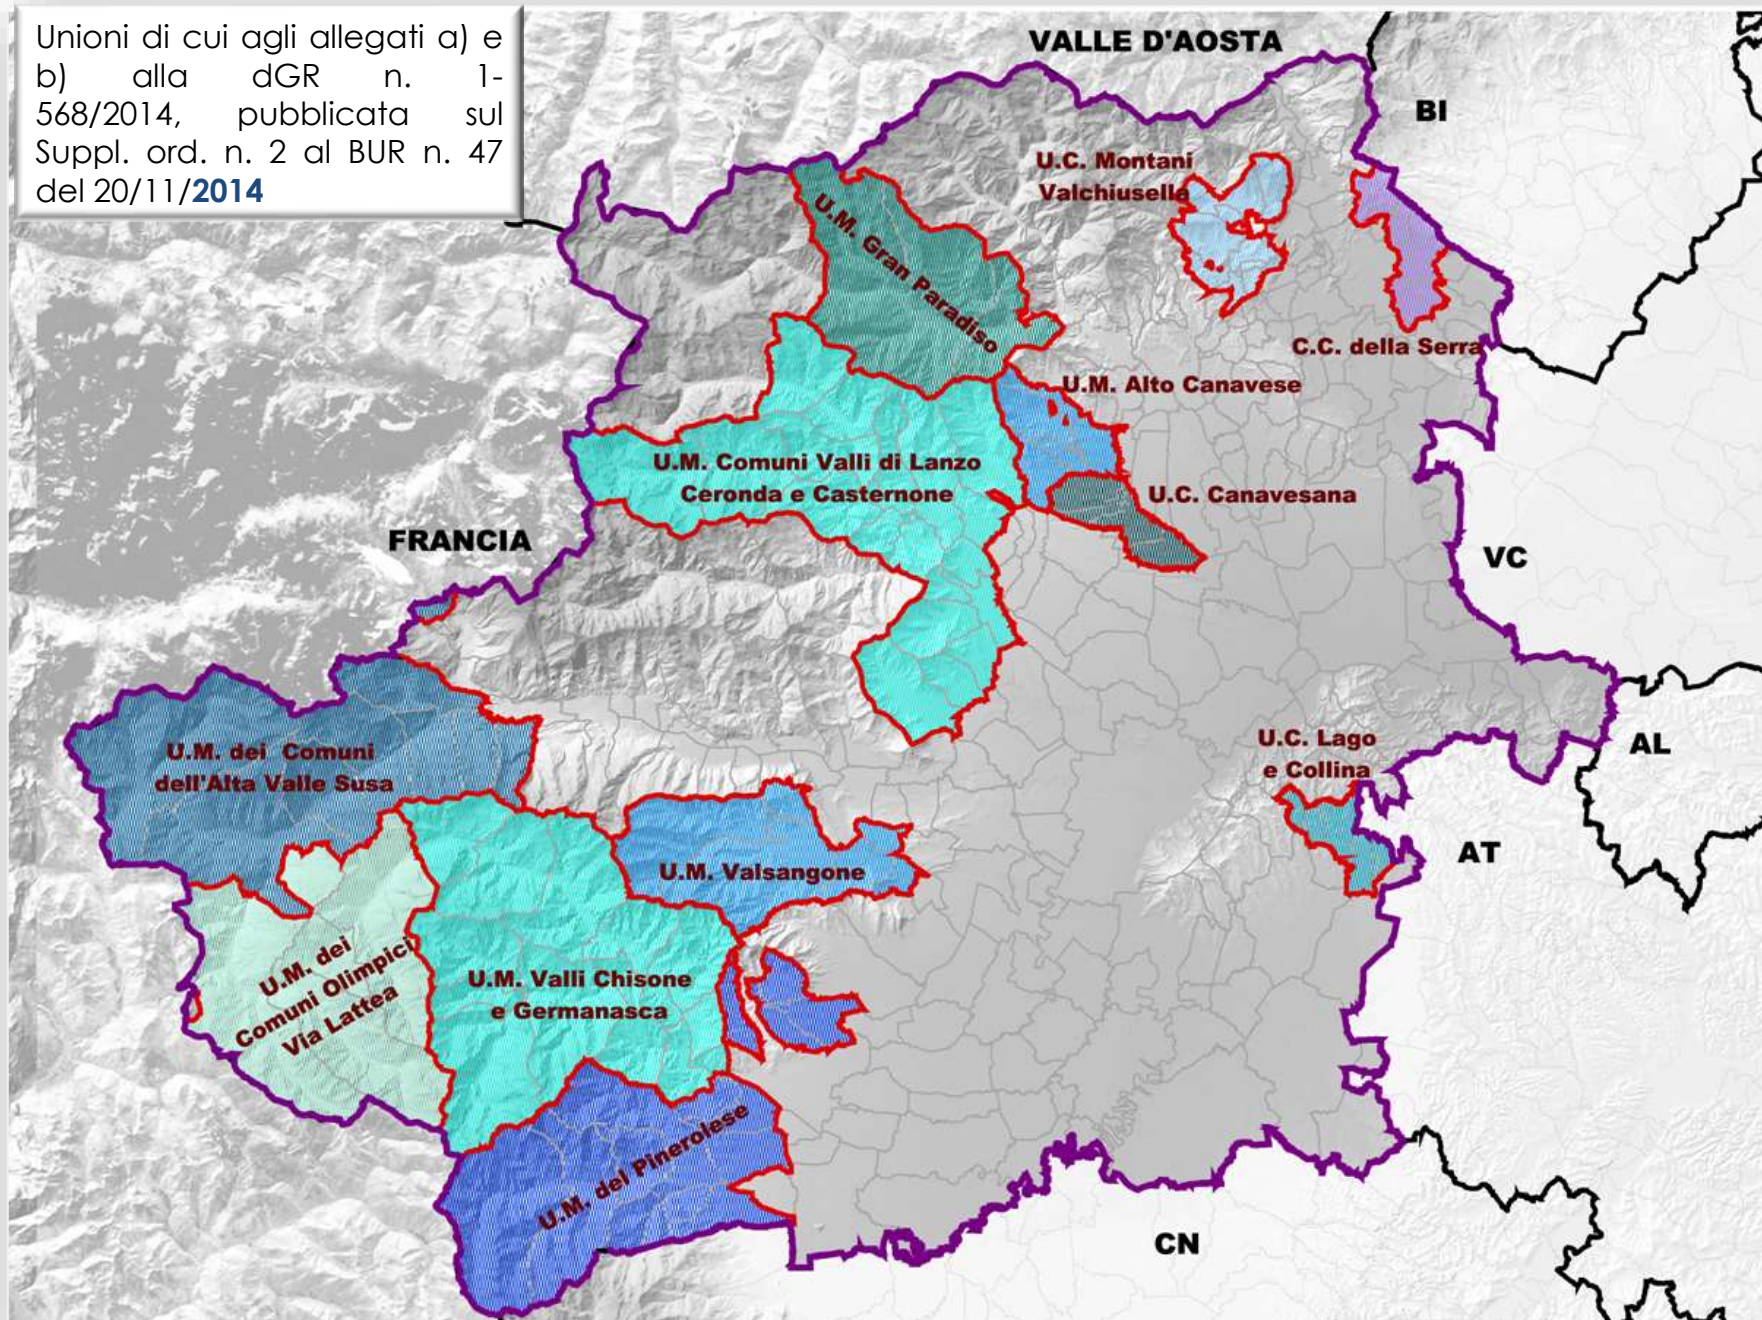 Unioni di cui agli allegati a) e
b) alla dGR n. 1-
568/2014, pubblicata sul
Suppl. ord. n. 2 al BUR n. 47
del 20/11/2014
VALLE D'AOSTA
BI
U.C. Montani
Valchiusella
U.M. Gran Paradiso
C.C. della Serra
U.M. Alto Canavese
U.M. Comuni Valli di Lanzo
Ceronda e Casternone
U.C. Canavesana
FRANCIA
VC
U.M. dei Comuni
dell'Alta Valle Susa
U.C. Lago
e Collina
AL
AT
U.M. Valsangone
U.M. dei
Comuni Olimpici
Via Lattea
U.M. Valli Chisone
e Germanasca
U.M. del Pinerolese
CN